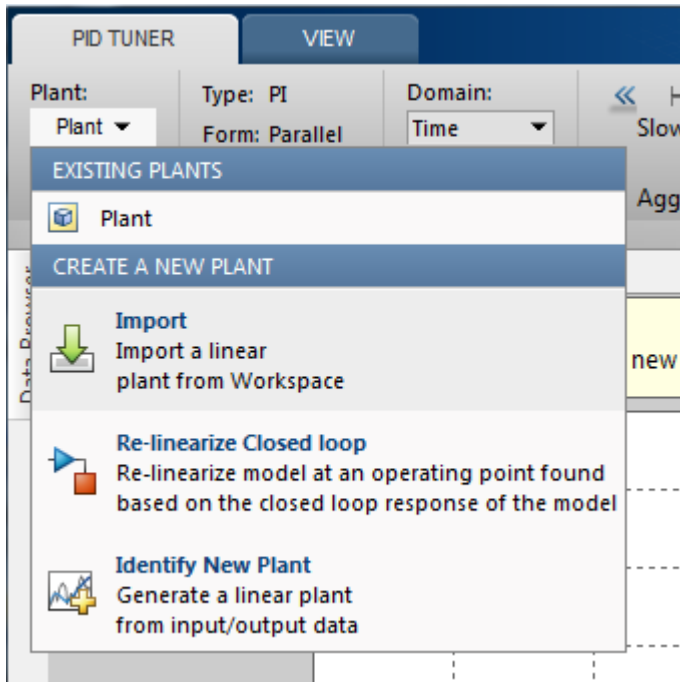 PID TUNER VIEW
Plant: Type: PI Domain:
Plant Form: Parallel Time Slow
EXISTING PLANTS
Agg
Plant
CREATE A NEW PLANT
Data Browser
Import
Import a linear
new
plant from Workspace
Re-linearize Closed loop
Re-linearize model at an operating point found
based on the closed loop response of the model
Identify New Plant
Generate a linear plant
from input/output data